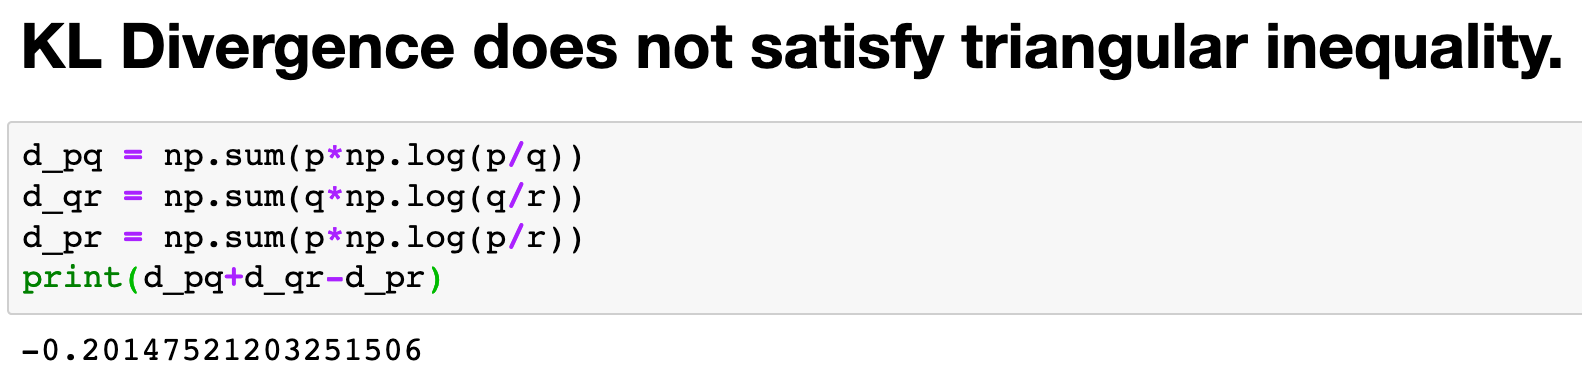 KL Divergence does not satisfy triangular inequality.
d_pq = np.sum(p*np.log(p/q))
d_qr = np.sum(q*np.log(q/r))
d_pr = np.sum(p*np.log(p/r))
print(d_pq+d_qr-d_pr)
-0.20147521203251506